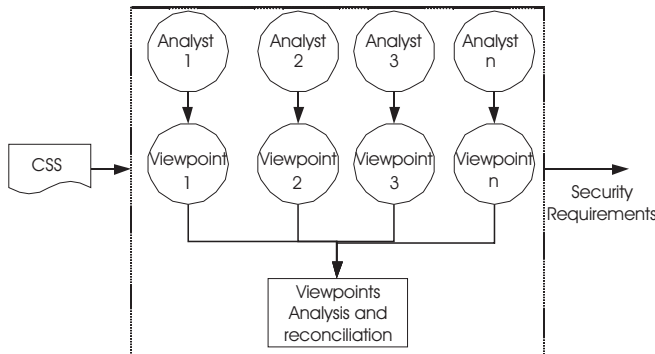 Analyst
1
Analyst
2
Analyst
3
Analyst
n
CSS
Viewpoint
1
Viewpoint
2
Viewpoint
3
Viewpoint
n
Security
Requirements
Viewpoints
Analysis and
reconciliation